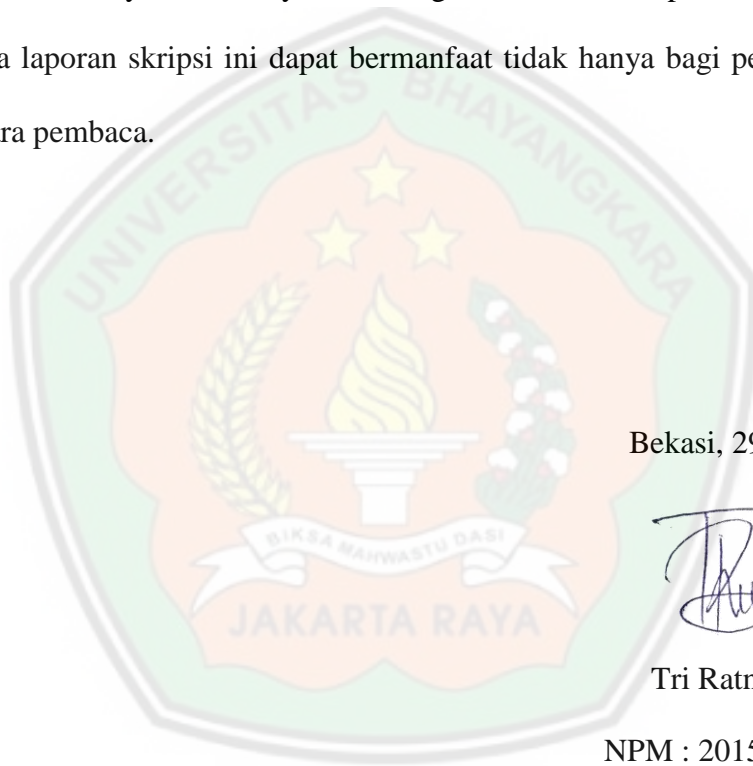 a laporan skripsi ini dapat bermanfaat tidak hanya bagi pe
ra pembaca.
UNIVERSITAS BHAYANGKARA
BIKSA MAHWASTU DASI
JAKARTA RAYA
Bekasi, 29
Tri Ratn
NPM : 2015